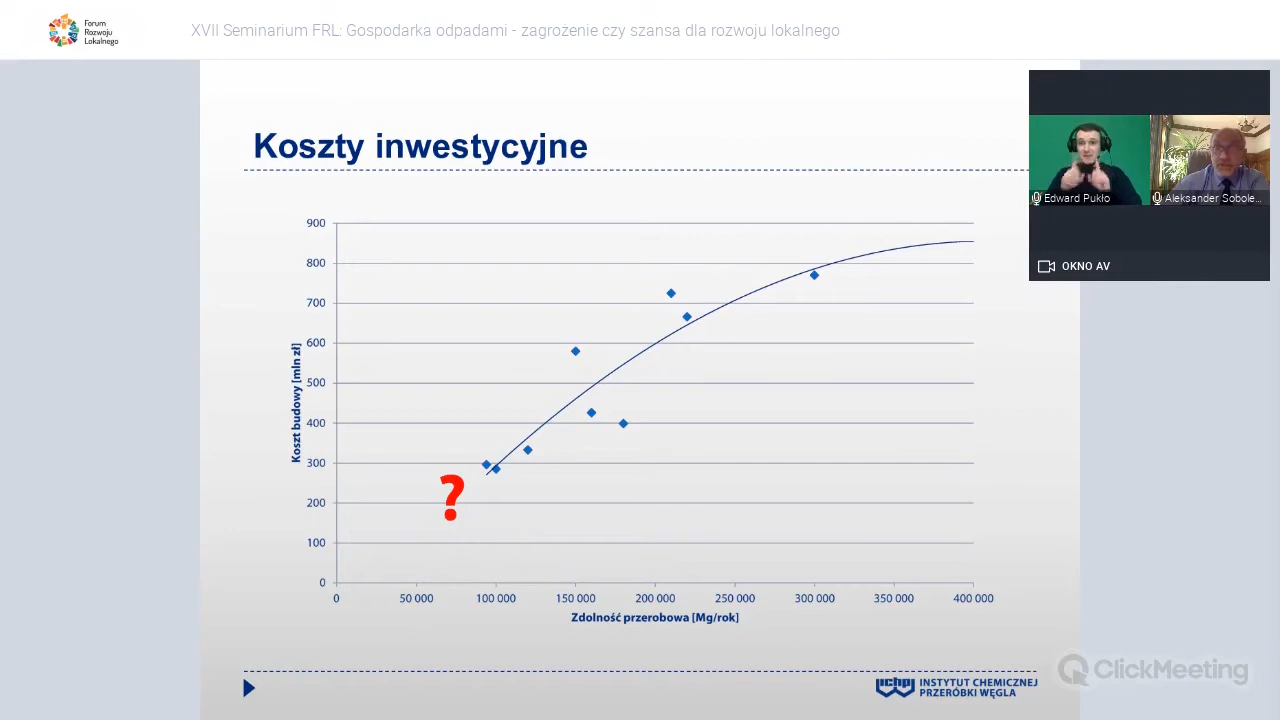 Forum
Rozwoju
Lokalnego
XVII Seminarium FRL: Gospodarka odpadami - zagrożenie czy szansa dla rozwoju lokalnego
Koszty inwestycyjne
Edward Pukło
Aleksander Sobole...
OKNO AV
900
800
700
600
500
400
300
200
100
0
Koszt budowy [mln zł]
?
0
50 000
100 000
150 000
200 000
250 000
300 000
350 000
400 000
Zdolność przerobowa [Mg/rok]
ichpw
INSTYTUT CHEMICZNEJ
PRZERÓBKI WĘGLA
ClickMeeting